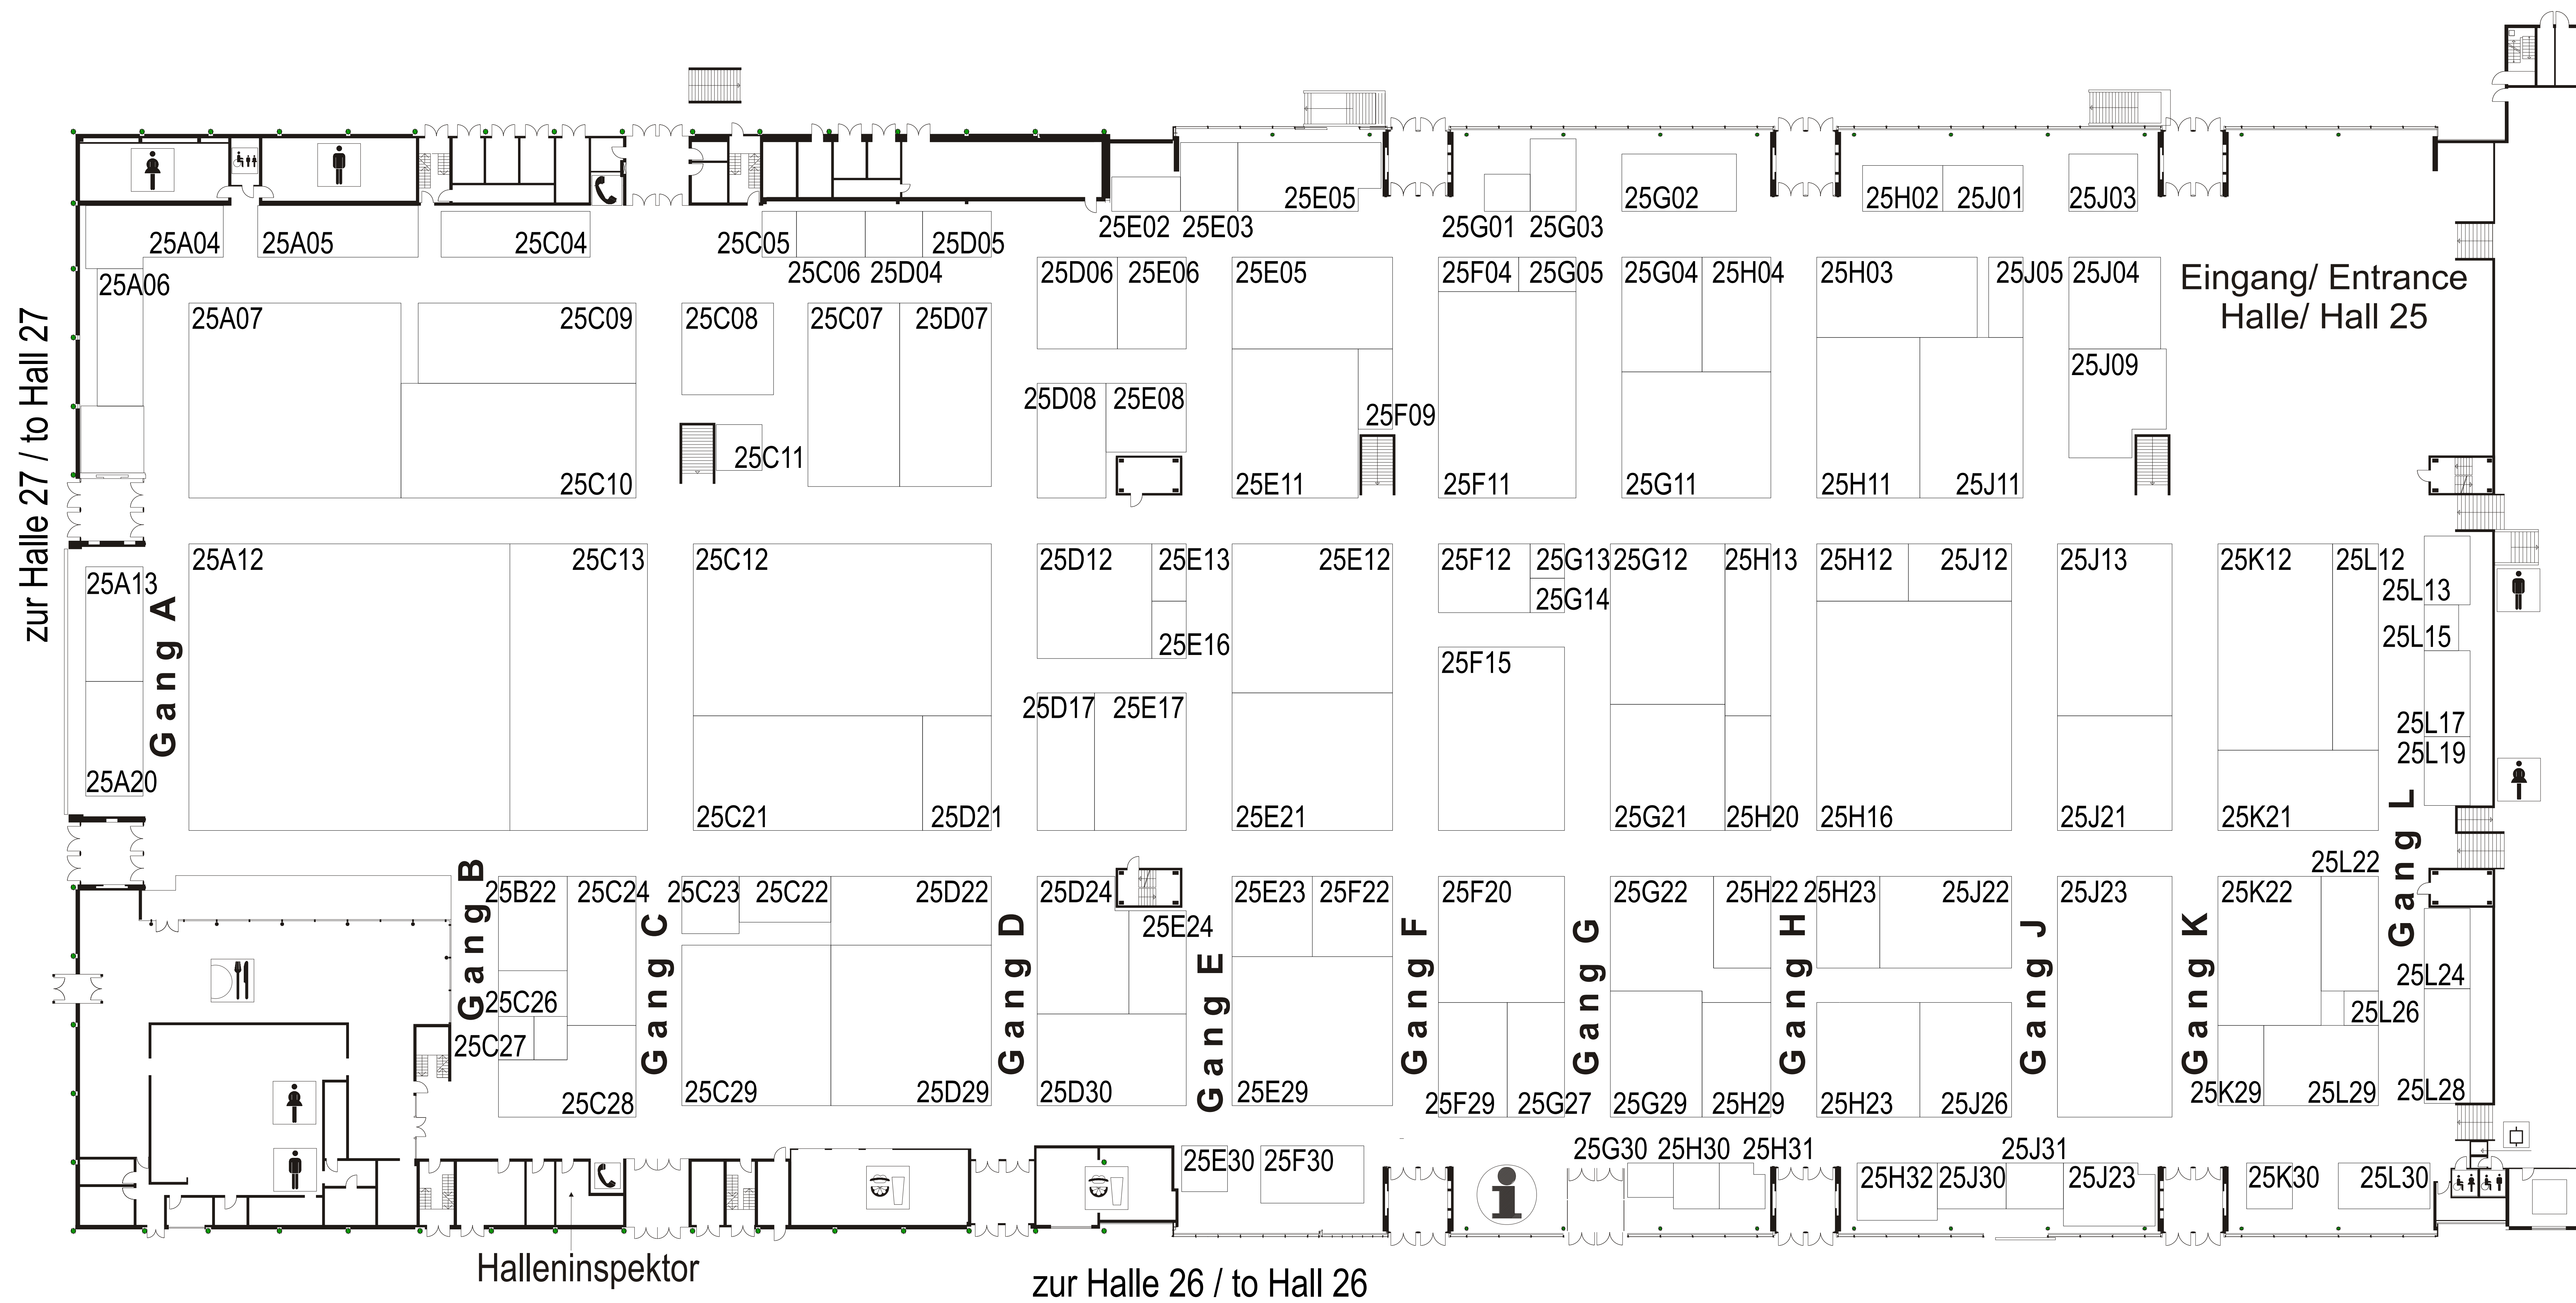 25E05
25G02
25H02
25J01
25J03
25E02
25E03
25G01
25G03
25A04
25A05
25C04
25C05
25D05
25C06
25D04
25A06
25D06
25E06
25E05
25F04
25G05
25G04
25H04
25H03
25J05
25J04
Eingang/ Entrance
Halle/ Hall 25
25A07
25C09
25C08
25C07
25D07
25J09
25D08
25E08
25F09
25C11
25C10
25E11
25F11
25G11
25H11
25J11
zur Halle 27 / to Hall 27
25A12
25C13
25C12
25D12
25E13
25E12
25F12
25G13
25G12
25H13
25H12
25J12
25J13
25K12
25L12
25A13
25L13
25G14
25L15
25E16
25F15
Gang A
25D17
25E17
25L17
25L19
25A20
25C21
25D21
25E21
25G21
25H20
25H16
25J21
25K21
Gang L
25L22
Gang B
25B22
25C24
25C23
25C22
25D22
25D24
25E23
25F22
25F20
25G22
25H22
25H23
25J22
25J23
25K22
25E24
Gang C
Gang D
Gang E
Gang F
Gang G
Gang H
Gang J
Gang K
25L24
25C26
25L26
25C27
25C28
25C29
25D29
25D30
25E29
25F29
25G27
25G29
25H29
25H23
25J26
25K29
25L29
25L28
25G30
25H30
25H31
25J31
25E30
25F30
25H32
25J30
25J23
25K30
25L30
Halleninspektor
zur Halle 26 / to Hall 26